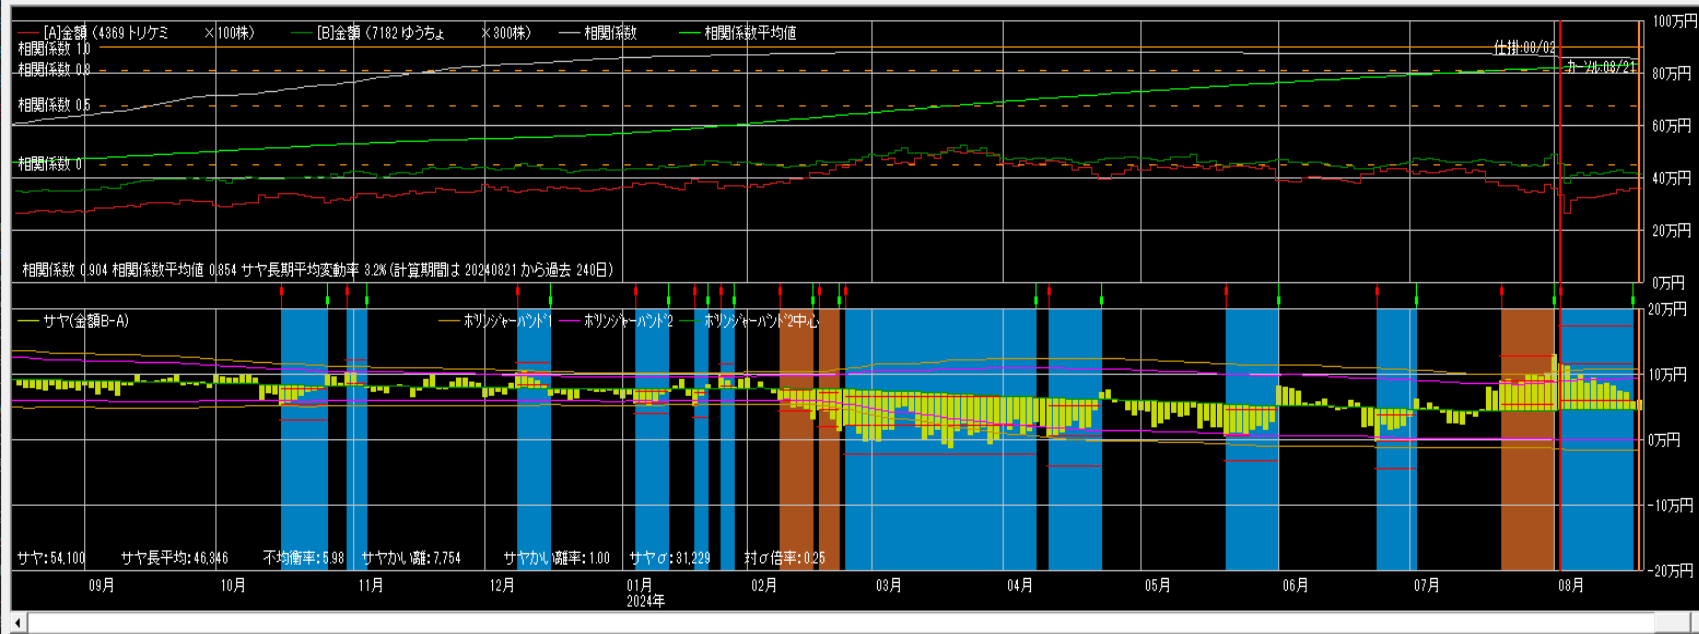 [A]金額 (4369 トリケミ ×100株) [B]金額 (7182 ゆうちょ ×300株) 相関係数 相関係数平均値
100万円
相関係数 1.0
仕掛:08/02
相関係数 0.8
カーソル:08/21
80万円
相関係数 0.5
60万円
相関係数 0
40万円
20万円
相関係数 0.904 相関係数平均値 0.854 サヤ長期平均変動率 3.2% (計算期間は 20240821 から過去 240日)
0万円
20万円
サヤ(金額B-A) ボリンジャーバンド1 ボリンジャーバンド2 ボリンジャーバンド2中心
10万円
0万円
-10万円
サヤ:54,100 サヤ長平均:46,346 不均衡率:5.98 サヤかい離:7,754 サヤかい離率:1.00 サヤσ:31,229 対σ倍率:0.25
-20万円
09月 10月 11月 12月 01月 02月 03月 04月 05月 06月 07月 08月
2024年